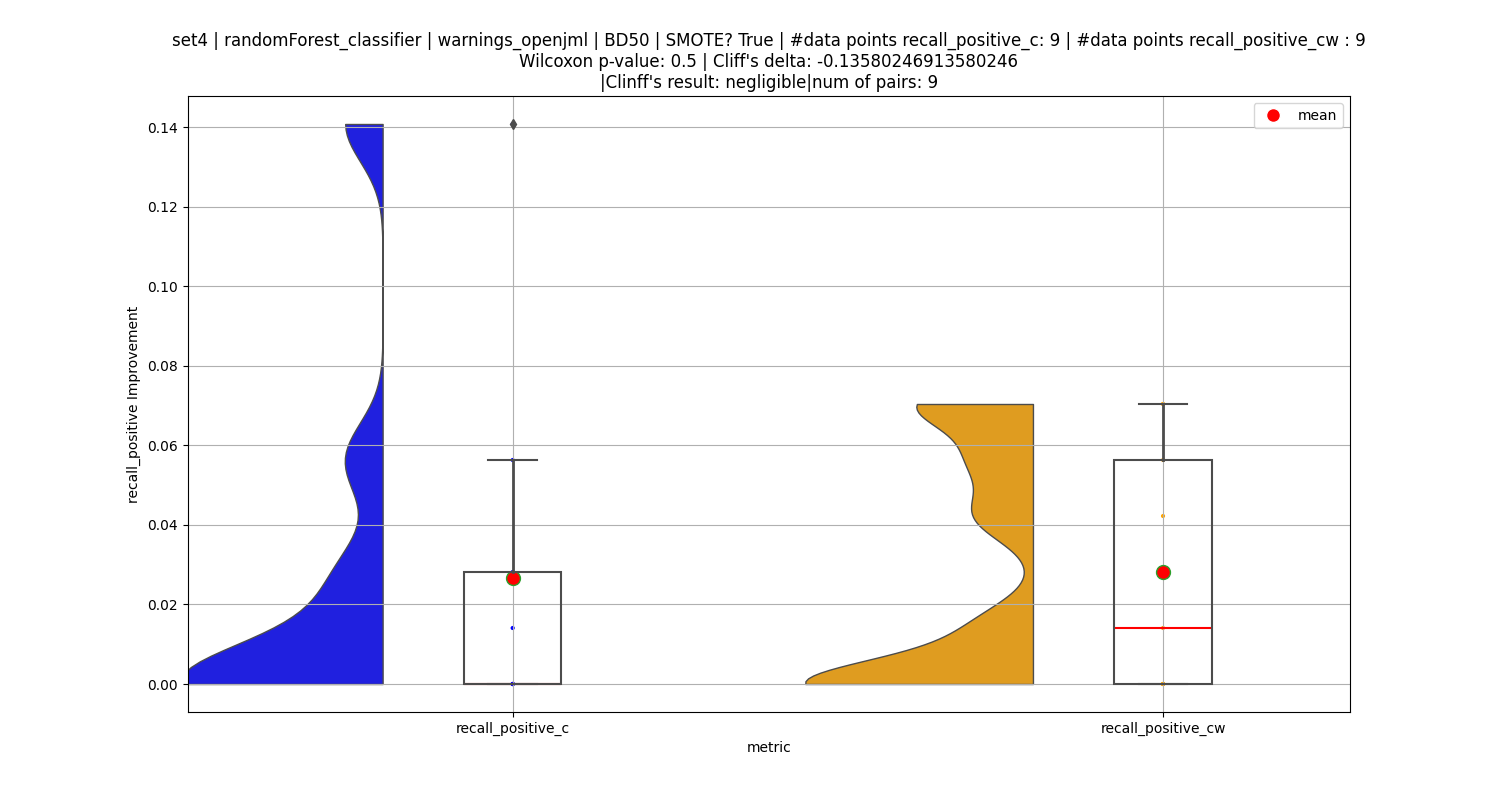 set4 | randomForest_classifier | warnings_openjml | BD50 | SMOTE? True | #data points recall_positive_c: 9 | #data points recall_positive_cw : 9
Wilcoxon p-value: 0.5 | Cliff's delta: -0.13580246913580246
|Clinff's result: negligible|num of pairs: 9
mean
0.14
0.12
0.10
0.08
0.06
0.04
0.02
0.00
recall_positive Improvement
recall_positive_c
recall_positive_cw
metric